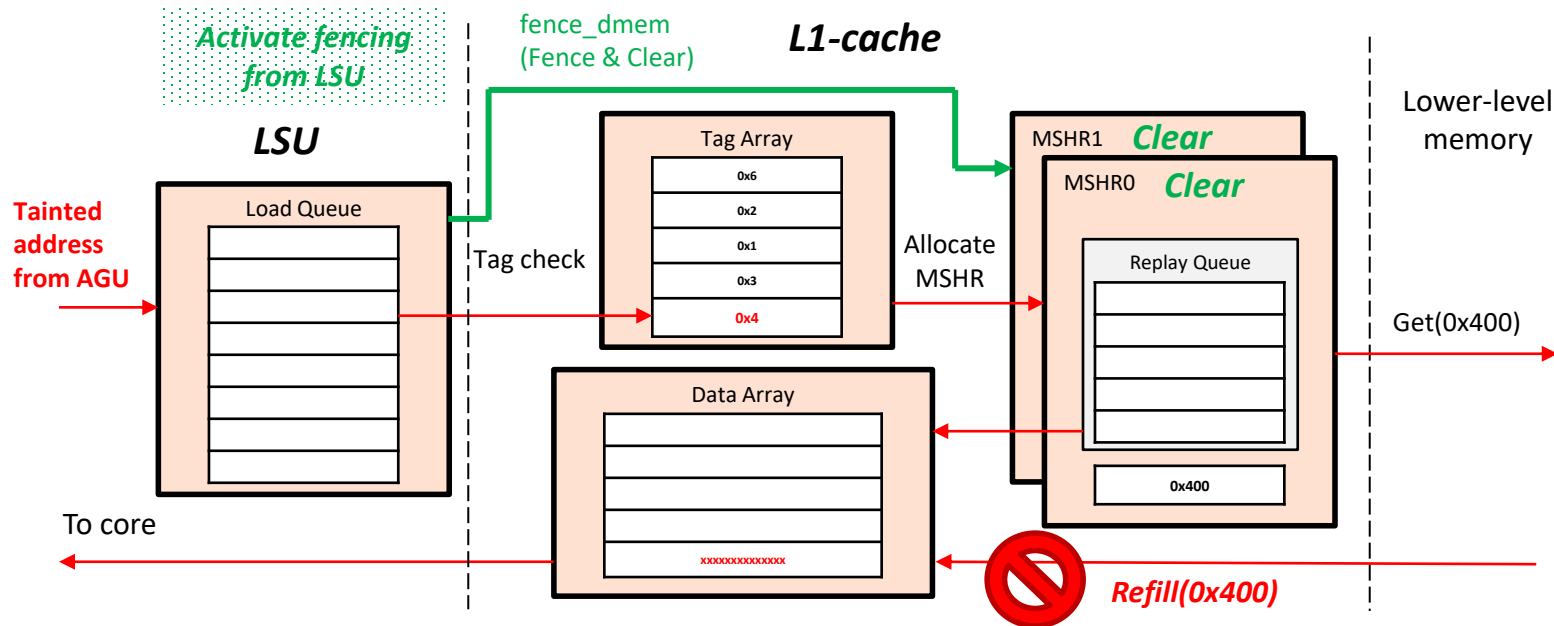 Activate fencing
from LSU
fence_dmem
(Fence & Clear)
L1-cache
Lower-level
memory
LSU
Tainted
address
from AGU
Load Queue
Tag check
Tag Array
0x6
0x2
0x1
0x3
0x4
Allocate
MSHR
MSHR1
Clear
MSHR0
Clear
Replay Queue
0x400
Get(0x400)
Data Array
xxxxxxxxxxxxxx
To core
Refill(0x400)